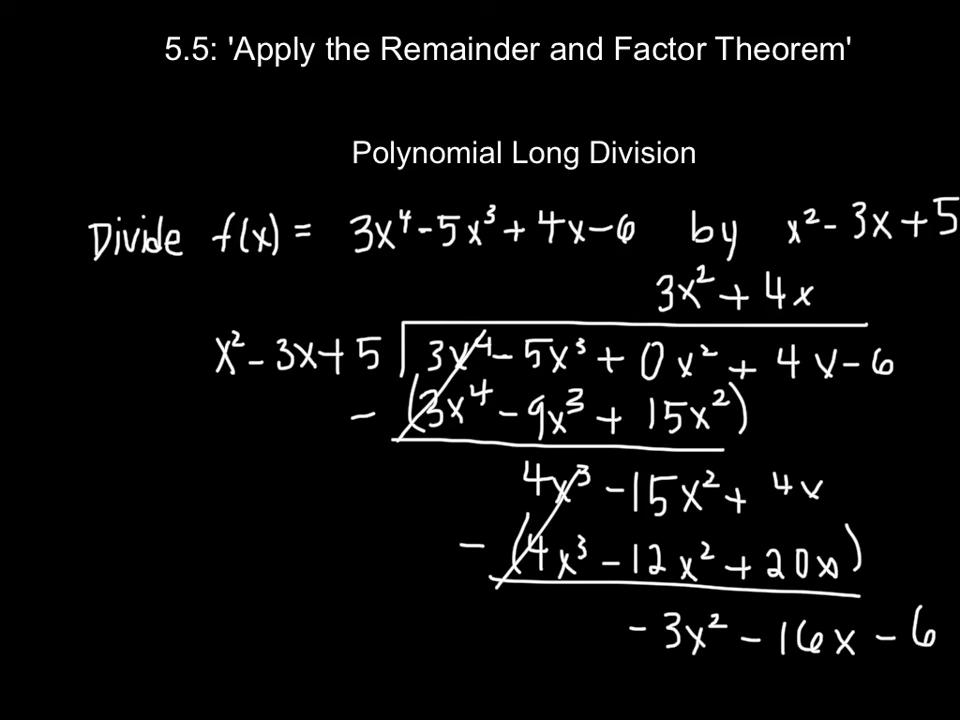 5.5: 'Apply the Remainder and Factor Theorem'
Polynomial Long Division
Divide f(x) = 3x⁴ - 5x³ + 4x - 6 by x² - 3x + 5
3x² + 4x
x² - 3x + 5 | 3x⁴ - 5x³ + 0x² + 4x - 6
- (3x⁴ - 9x³ + 15x²)
4x³ - 15x² + 4x
- (4x³ - 12x² + 20x)
- 3x² - 16x - 6